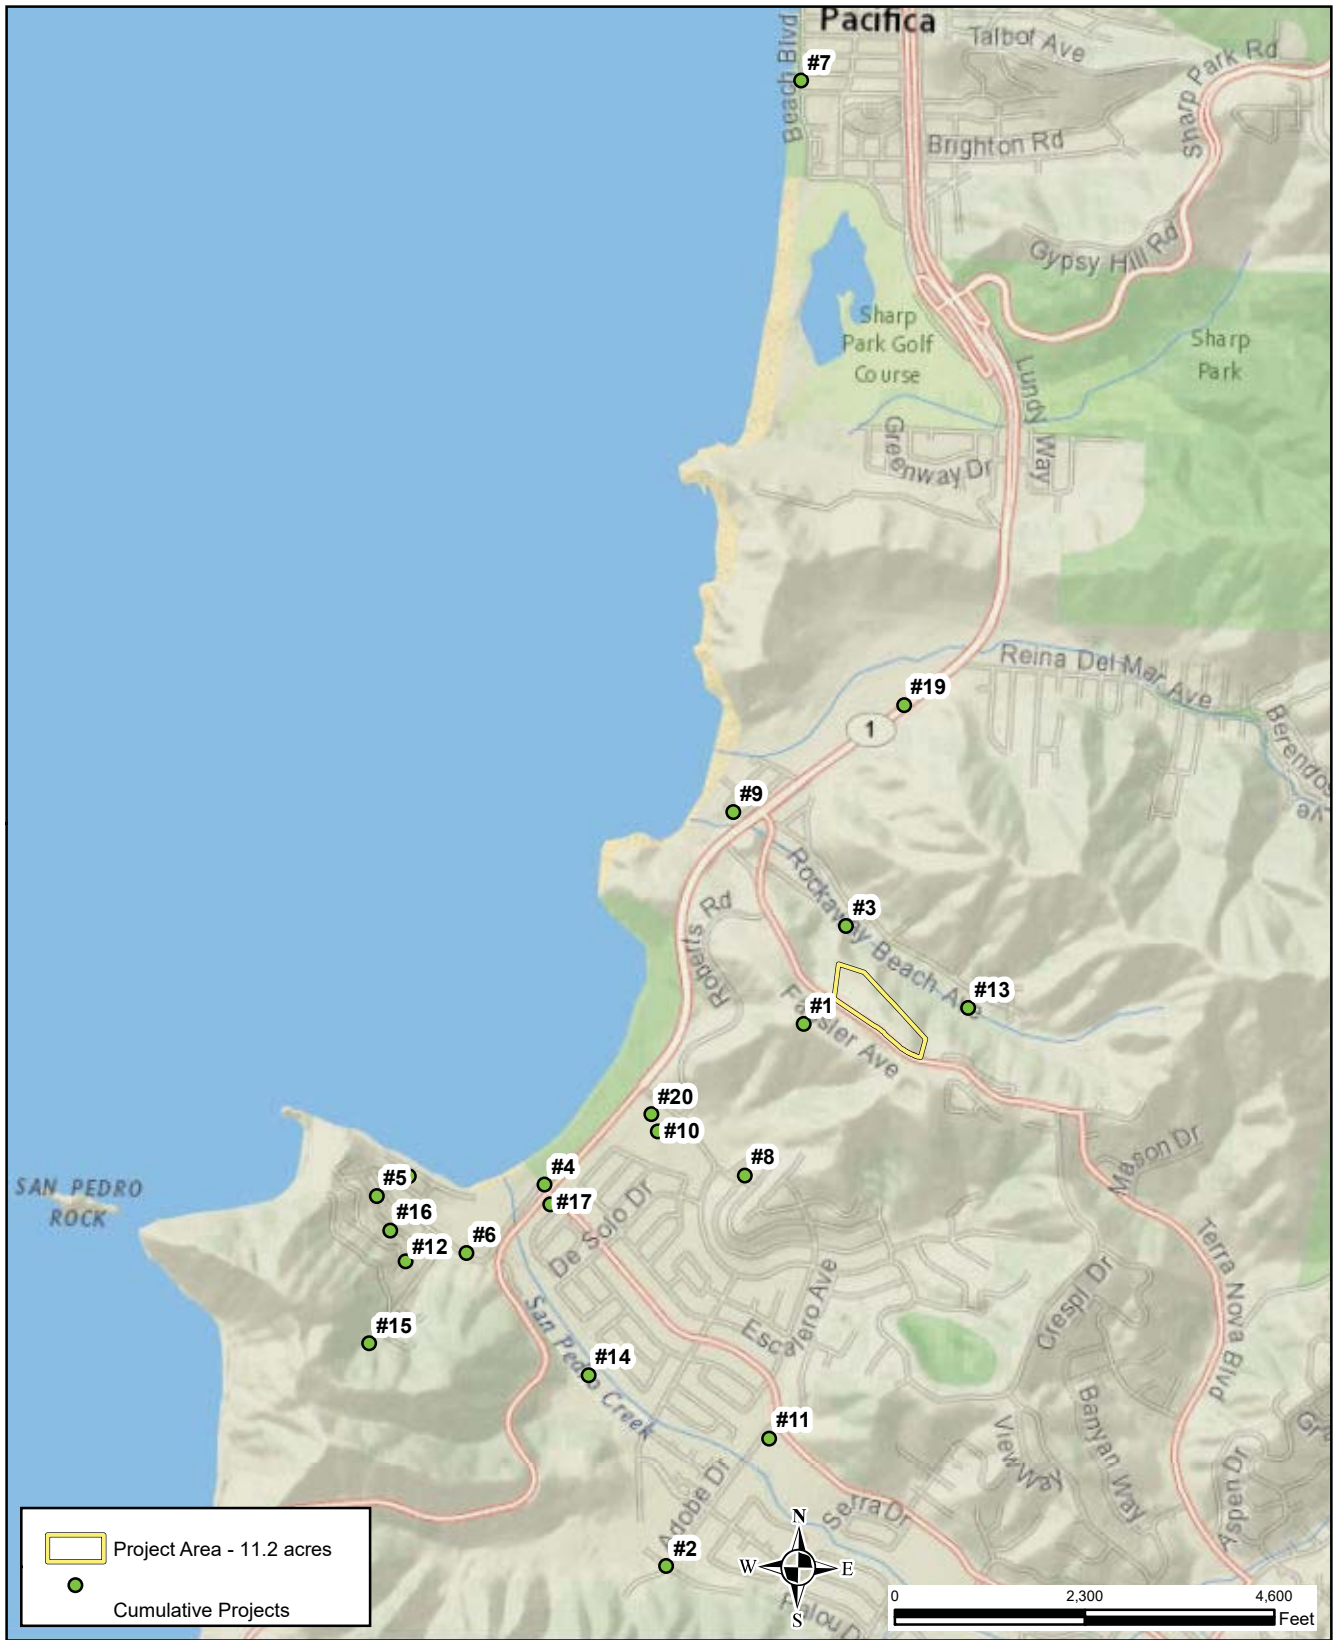 Pacifica
Talbot Ave
Beach Blvd
#7
Sharp Park Rd
Brighton Rd
Gypsy Hill Rd
Sharp
Park Golf
Course
Sharp
Park
Lundy Way
Greenway Dr
Reina Del Mar Ave
#19
1
Berendos
ve
#9
Rockaway Beach Ave
#3
Roberts Rd
#13
#1
Fassler Ave
#20
#10
Mason Dr
#8
#4
#5
SAN PEDRO
ROCK
#17
#16
De Solo Dr
#6
#12
Terra Nova Blvd
Crespi Dr
Escalero Ave
San Pedro Creek
#15
#14
#11
View Way
Banyan Way
Gr
Aspen Dr
Adobe Dr
Serra Dr
#2
Palou Dr
N
W
E
S
Project Area - 11.2 acres
Cumulative Projects
0
2,300
4,600
Feet